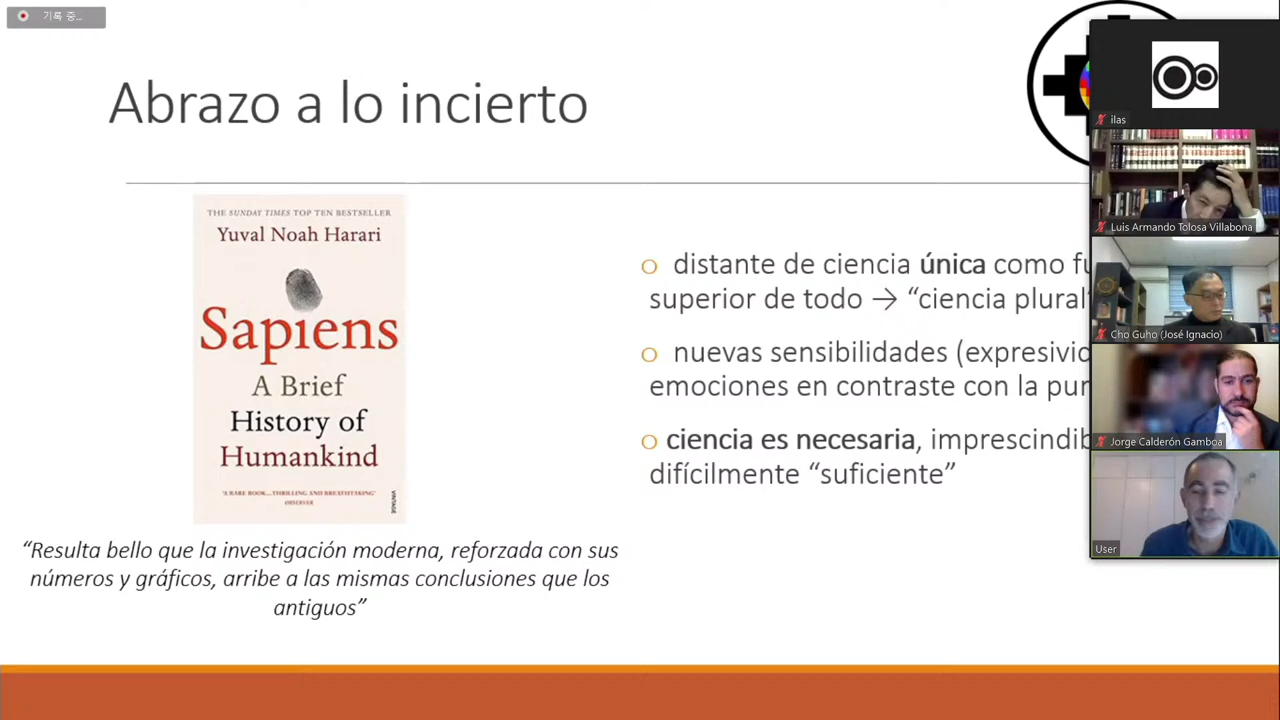 기록 중...
Abrazo a lo incierto
THE SUNDAY TIMES TOP TEN BESTSELLER
Yuval Noah Harari
Sapiens
A Brief
History of
Humankind
'A RARE BOOK... THRILLING AND BREATHTAKING'
OBSERVER
VINTAGE
“Resulta bello que la investigación moderna, reforzada con sus
números y gráficos, arribe a las mismas conclusiones que los
antiguos”
distante de ciencia única como fu
superior de todo → “ciencia plural”
nuevas sensibilidades (expresivid
emociones en contraste con la pur
ciencia es necesaria, imprescindib
difícilmente “suficiente”
ilas
Luis Armando Tolosa Villabona
Cho Guho (José Ignacio)
Jorge Calderón Gamboa
User